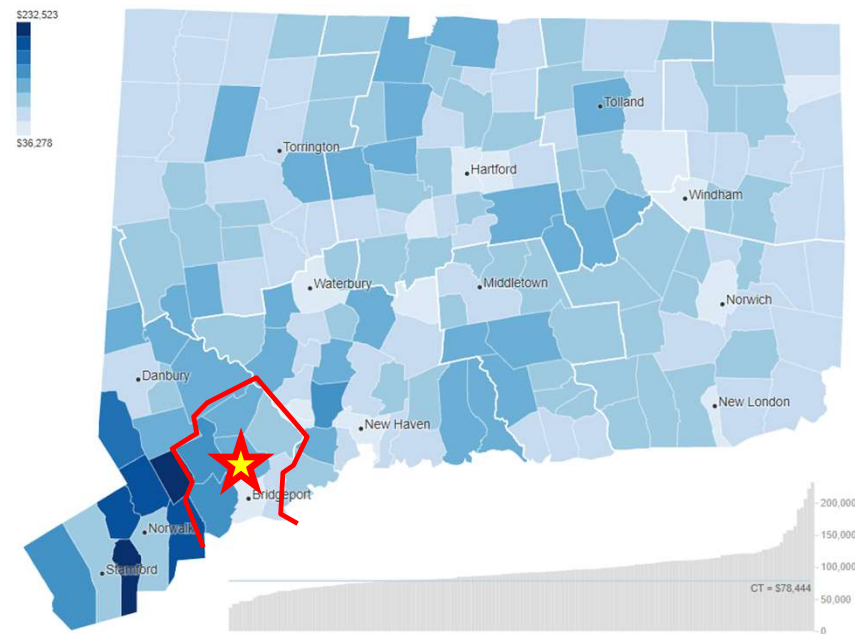 $232,523
$36,278
Tolland
Torrington
Hartford
Windham
Waterbury
Middletown
Norwich
Danbury
New London
New Haven
Bridgeport
Norwalk
Stamford
200,000
150,000
100,000
CT = $78,444
50,000
0